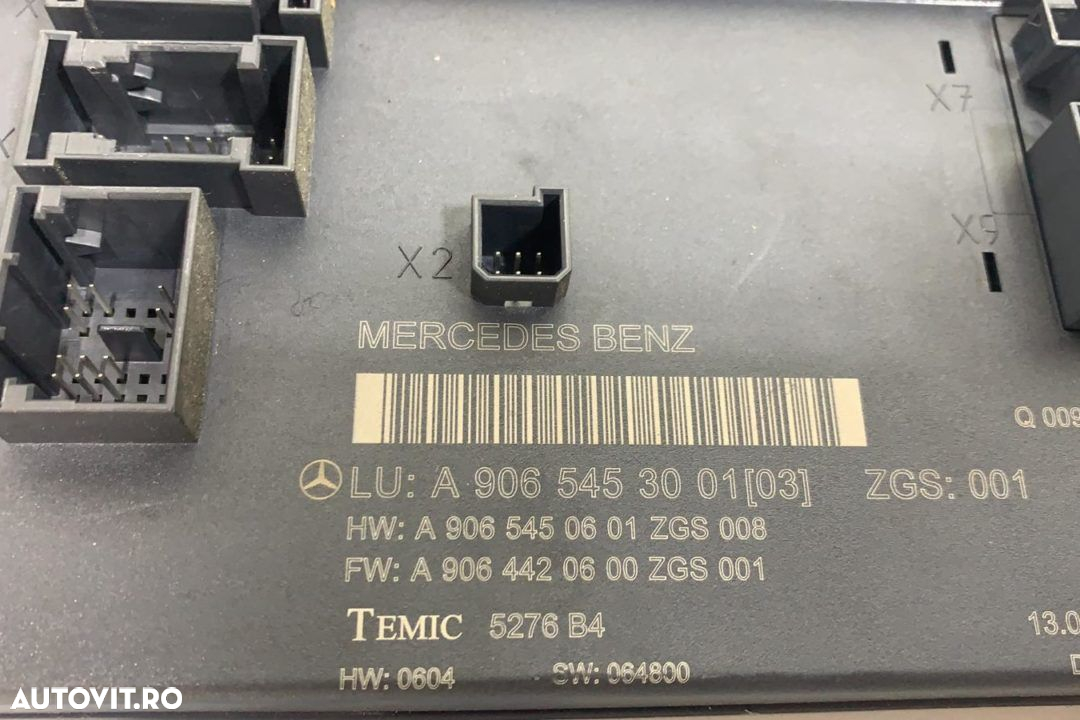 X7
X9
X2
MERCEDES BENZ
Q 009
LU: A 906 545 30 01[03] ZGS: 001
HW: A 906 545 06 01 ZGS 008
FW: A 906 442 06 00 ZGS 001
TEMIC 5276 B4
13.0
HW: 0604 SW: 064800
AUTOVIT.RO